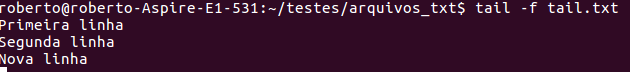 roberto@roberto-Aspire-E1-531:~/testes/arquivos_txt$ tail -f tail.txt
Primeira linha
Segunda linha
Nova linha